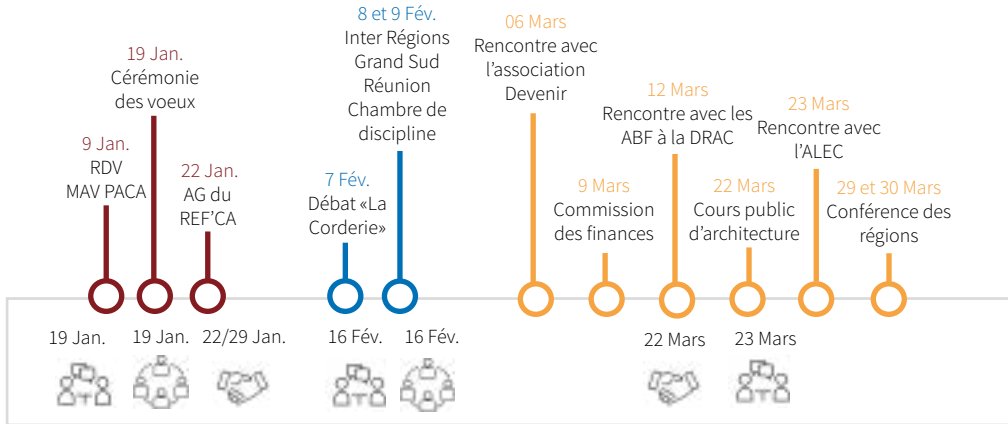 9 Jan.
RDV
MAV PACA
19 Jan.
Cérémonie
des voeux
22 Jan.
AG du
REF’CA
7 Fév.
Débat «La
Corderie»
8 et 9 Fév.
Inter Régions
Grand Sud
Réunion
Chambre de
discipline
06 Mars
Rencontre avec
l’association
Devenir
9 Mars
Commission
des finances
12 Mars
Rencontre avec les
ABF à la DRAC
22 Mars
Cours public
d’architecture
23 Mars
Rencontre avec
l’ALEC
29 et 30 Mars
Conférence des
régions
19 Jan.
19 Jan.
22/29 Jan.
16 Fév.
16 Fév.
22 Mars
23 Mars